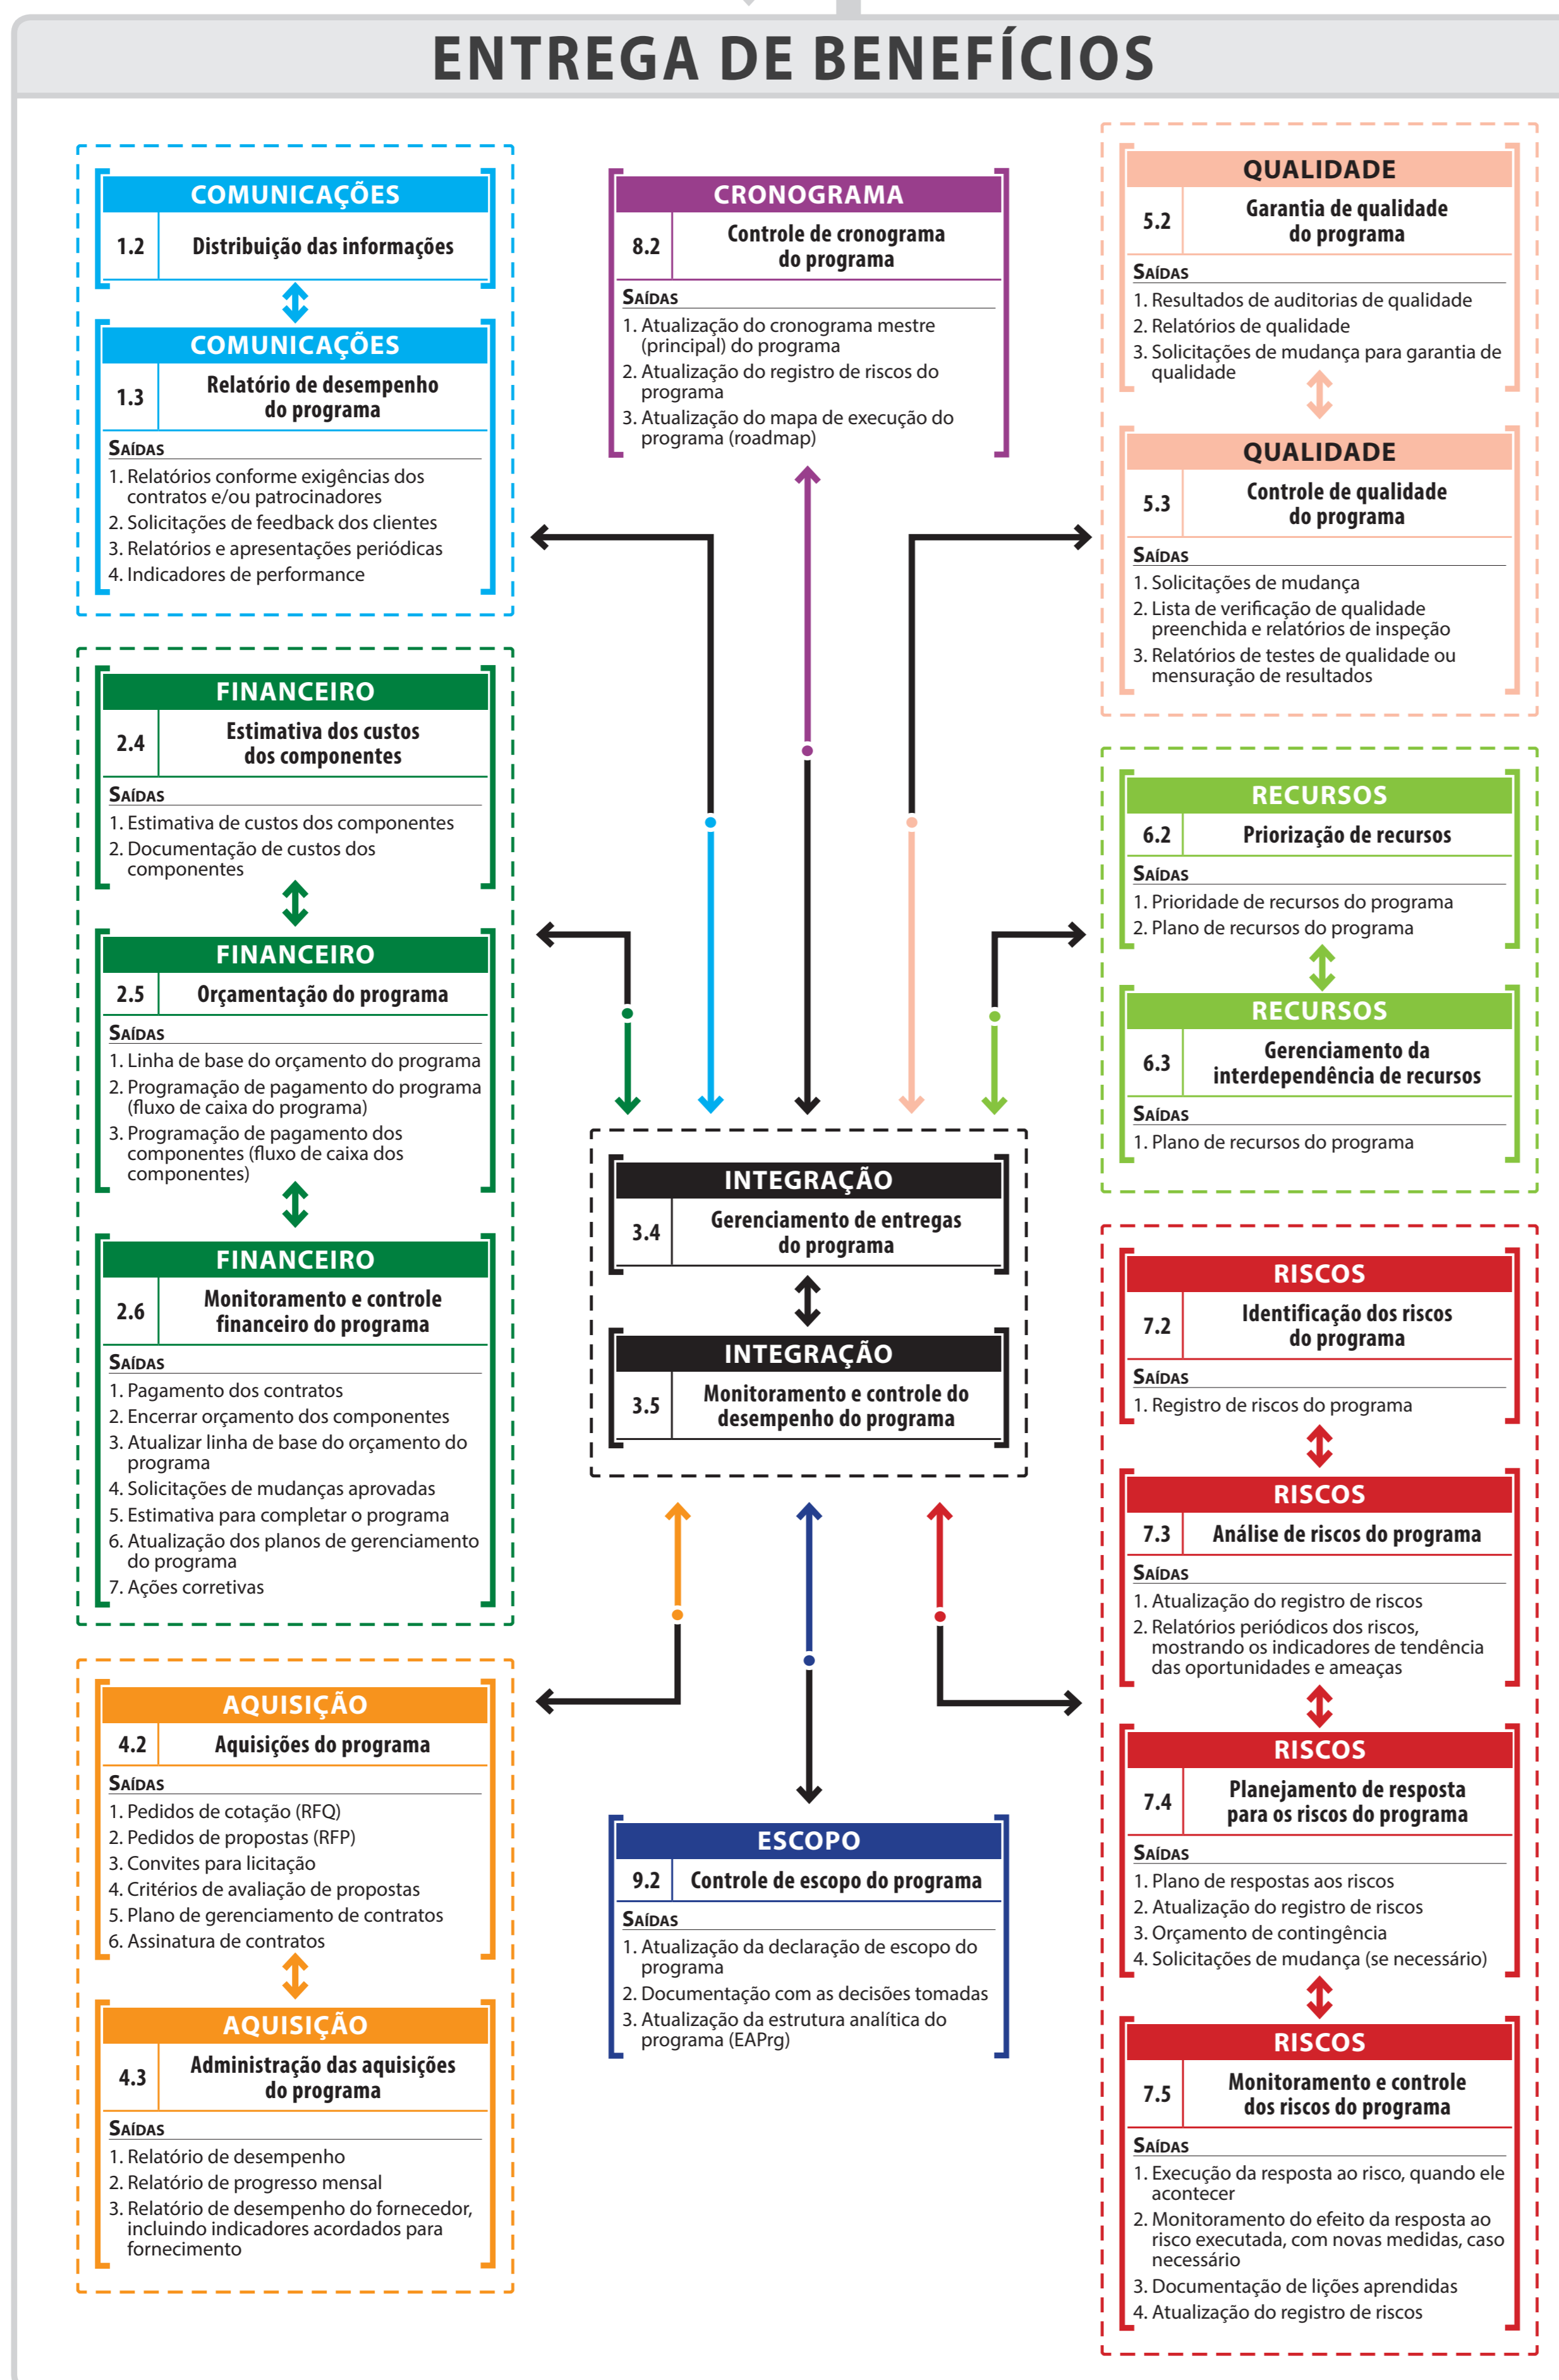 ENTREGA DE BENEFÍCIOS
COMUNICAÇÕES
1.2
Distribuição das informações
COMUNICAÇÕES
1.3
Relatório de desempenho
do programa
SAÍDAS
1. Relatórios conforme exigências dos
contratos e/ou patrocinadores
2. Solicitações de feedback dos clientes
3. Relatórios e apresentações periódicas
4. Indicadores de performance
FINANCEIRO
2.4
Estimativa dos custos
dos componentes
SAÍDAS
1. Estimativa de custos dos componentes
2. Documentação de custos dos
componentes
FINANCEIRO
2.5
Orçamentação do programa
SAÍDAS
1. Linha de base do orçamento do programa
2. Programação de pagamento do programa
(fluxo de caixa do programa)
3. Programação de pagamento dos
componentes (fluxo de caixa dos
componentes)
FINANCEIRO
2.6
Monitoramento e controle
financeiro do programa
SAÍDAS
1. Pagamento dos contratos
2. Encerrar orçamento dos componentes
3. Atualizar linha de base do orçamento do
programa
4. Solicitações de mudanças aprovadas
5. Estimativa para completar o programa
6. Atualização dos planos de gerenciamento
do programa
7. Ações corretivas
AQUISIÇÃO
4.2
Aquisições do programa
SAÍDAS
1. Pedidos de cotação (RFQ)
2. Pedidos de propostas (RFP)
3. Convites para licitação
4. Critérios de avaliação de propostas
5. Plano de gerenciamento de contratos
6. Assinatura de contratos
AQUISIÇÃO
4.3
Administração das aquisições
do programa
SAÍDAS
1. Relatório de desempenho
2. Relatório de progresso mensal
3. Relatório de desempenho do fornecedor,
incluindo indicadores acordados para
fornecimento
CRONOGRAMA
8.2
Controle de cronograma
do programa
SAÍDAS
1. Atualização do cronograma mestre
(principal) do programa
2. Atualização do registro de riscos do
programa
3. Atualização do mapa de execução do
programa (roadmap)
INTEGRAÇÃO
3.4
Gerenciamento de entregas
do programa
INTEGRAÇÃO
3.5
Monitoramento e controle do
desempenho do programa
ESCOPO
9.2
Controle de escopo do programa
SAÍDAS
1. Atualização da declaração de escopo do
programa
2. Documentação com as decisões tomadas
3. Atualização da estrutura analítica do
programa (EAPrg)
QUALIDADE
5.2
Garantia de qualidade
do programa
SAÍDAS
1. Resultados de auditorias de qualidade
2. Relatórios de qualidade
3. Solicitações de mudança para garantia de
qualidade
QUALIDADE
5.3
Controle de qualidade
do programa
SAÍDAS
1. Solicitações de mudança
2. Lista de verificação de qualidade
preenchida e relatórios de inspeção
3. Relatórios de testes de qualidade ou
mensuração de resultados
RECURSOS
6.2
Priorização de recursos
SAÍDAS
1. Prioridade de recursos do programa
2. Plano de recursos do programa
RECURSOS
6.3
Gerenciamento da
interdependência de recursos
SAÍDAS
1. Plano de recursos do programa
RISCOS
7.2
Identificação dos riscos
do programa
SAÍDAS
1. Registro de riscos do programa
RISCOS
7.3
Análise de riscos do programa
SAÍDAS
1. Atualização do registro de riscos
2. Relatórios periódicos dos riscos,
mostrando os indicadores de tendência
das oportunidades e ameaças
RISCOS
7.4
Planejamento de resposta
para os riscos do programa
SAÍDAS
1. Plano de respostas aos riscos
2. Atualização do registro de riscos
3. Orçamento de contingência
4. Solicitações de mudança (se necessário)
RISCOS
7.5
Monitoramento e controle
dos riscos do programa
SAÍDAS
1. Execução da resposta ao risco, quando ele
acontecer
2. Monitoramento do efeito da resposta ao
risco executada, com novas medidas, caso
necessário
3. Documentação de lições aprendidas
4. Atualização do registro de riscos